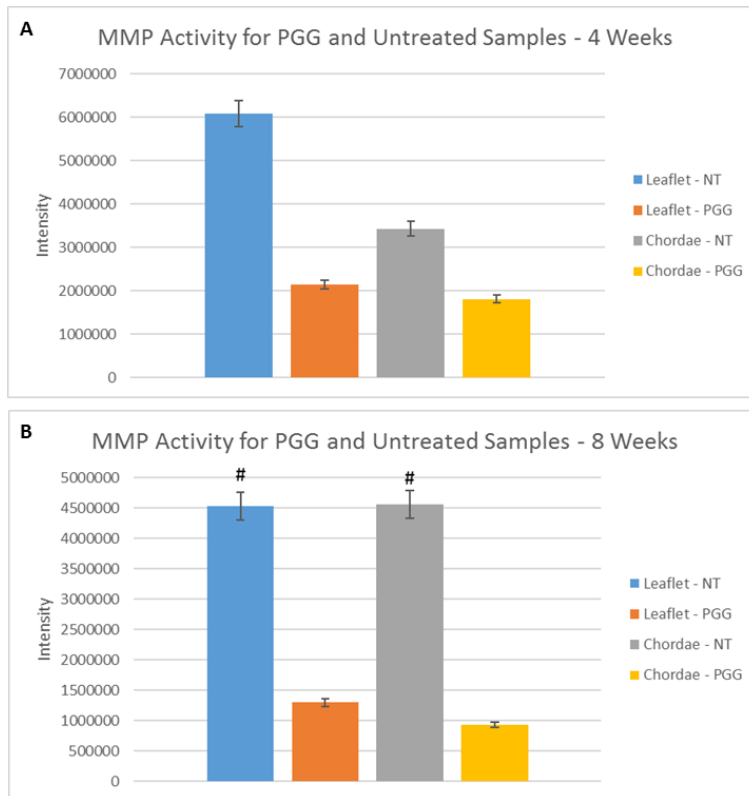 A
MMP Activity for PGG and Untreated Samples - 4 Weeks
7000000
6000000
5000000
4000000
3000000
2000000
1000000
0
Intensity
Leaflet - NT
Leaflet - PGG
Chordae - NT
Chordae - PGG
B
MMP Activity for PGG and Untreated Samples - 8 Weeks
5000000
4500000
4000000
3500000
3000000
2500000
2000000
1500000
1000000
500000
0
Intensity
#
#
Leaflet - NT
Leaflet - PGG
Chordae - NT
Chordae - PGG